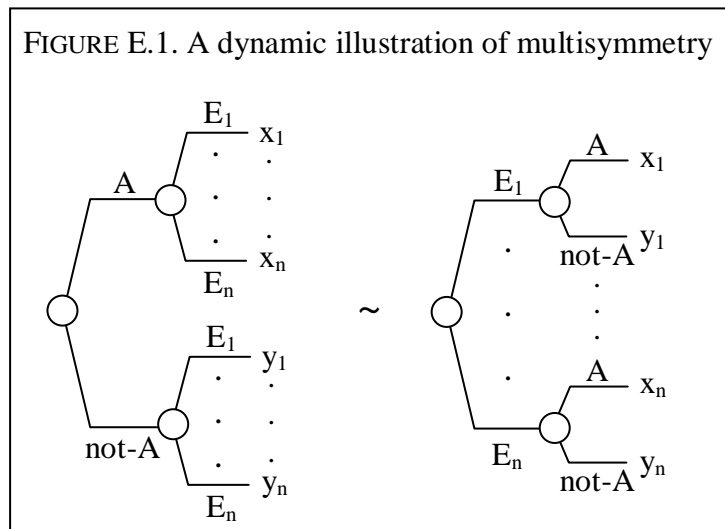 FIGURE E.1. A dynamic illustration of multisymmetry
E₁
x₁
A
Eₙ
xₙ
E₁
y₁
not-A
Eₙ
yₙ
~
A
x₁
E₁
not-A
y₁
A
xₙ
Eₙ
not-A
yₙ